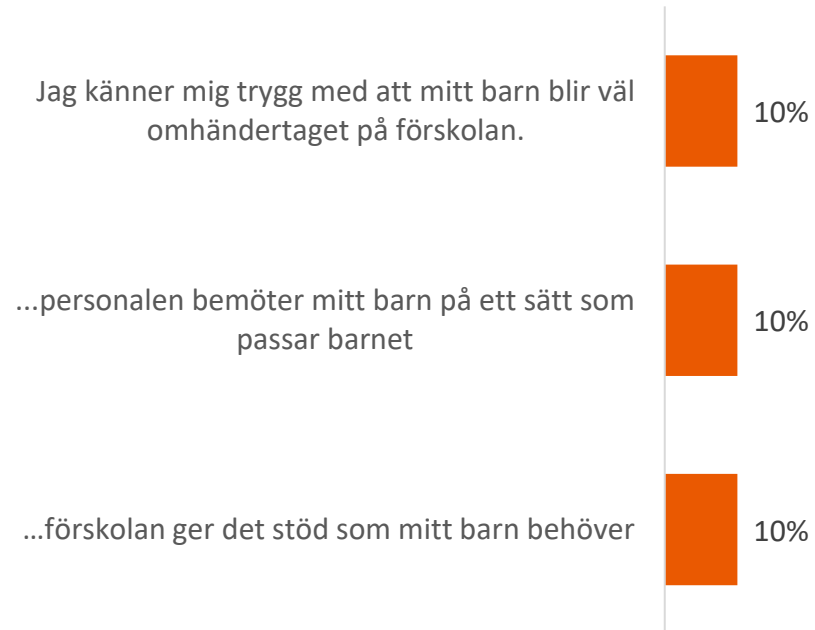 Jag känner mig trygg med att mitt barn blir väl
omhändertaget på förskolan.
10%
...personalen bemöter mitt barn på ett sätt som
passar barnet
10%
...förskolan ger det stöd som mitt barn behöver
10%